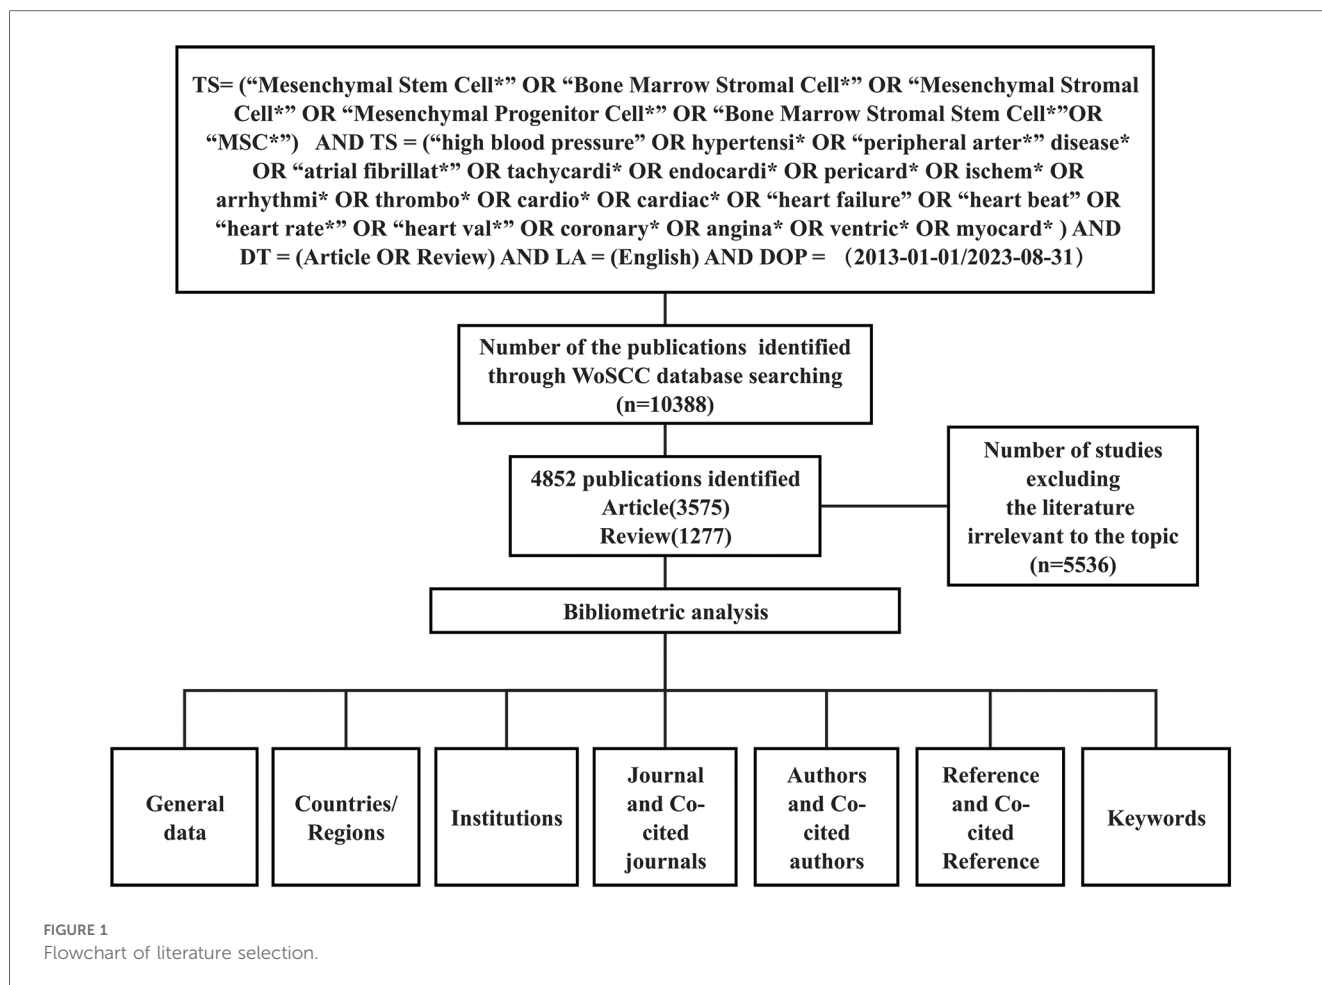 TS= (“Mesenchymal Stem Cell*” OR “Bone Marrow Stromal Cell*” OR “Mesenchymal Stromal
Cell*” OR “Mesenchymal Progenitor Cell*” OR “Bone Marrow Stromal Stem Cell*”OR
“MSC*”) AND TS = (“high blood pressure” OR hypertensi* OR “peripheral arter*” disease*
OR “atrial fibrillat*” OR tachycardi* OR endocardi* OR pericard* OR ischem* OR
arrhythmi* OR thrombo* OR cardio* OR cardiac* OR “heart failure” OR “heart beat” OR
“heart rate*” OR “heart val*” OR coronary* OR angina* OR ventric* OR myocard* ) AND
DT = (Article OR Review) AND LA = (English) AND DOP = （2013-01-01/2023-08-31）
Number of the publications identified
through WoSCC database searching
(n=10388)
4852 publications identified
Article(3575)
Review(1277)
Number of studies
excluding
the literature
irrelevant to the topic
(n=5536)
Bibliometric analysis
General
data
Countries/
Regions
Institutions
Journal
and Co-
cited
journals
Authors
and Co-
cited
authors
Reference
and Co-
cited
Reference
Keywords
FIGURE 1
Flowchart of literature selection.